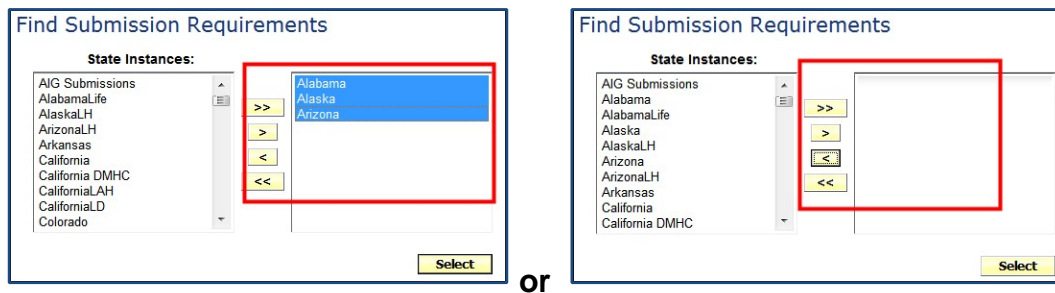 Find Submission Requirements
State Instances:
AIG Submissions
AlabamaLife
AlaskaLH
ArizonaLH
Arkansas
California
California DMHC
CaliforniaLAH
CaliforniaLD
Colorado
>>
>
<
<<
Alabama
Alaska
Arizona
Select
or
Find Submission Requirements
State Instances:
AIG Submissions
Alabama
AlabamaLife
Alaska
AlaskaLH
Arizona
ArizonaLH
Arkansas
California
California DMHC
>>
>
<
<<
Select